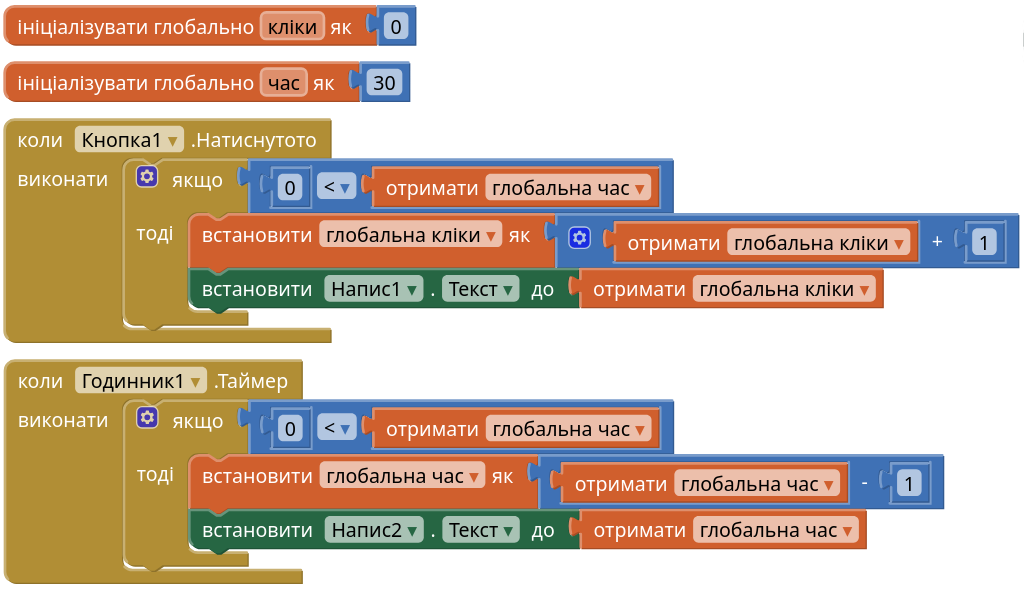 ініціалізувати глобально кліки як 0
ініціалізувати глобально час як 30
коли Кнопка1 .Натиснутото
виконати якщо 0 < отримати глобальна час
тоді встановити глобальна кліки як отримати глобальна кліки + 1
встановити Напис1 . Текст до отримати глобальна кліки
коли Годинник1 .Таймер
виконати якщо 0 < отримати глобальна час
тоді встановити глобальна час як отримати глобальна час - 1
встановити Напис2 . Текст до отримати глобальна час